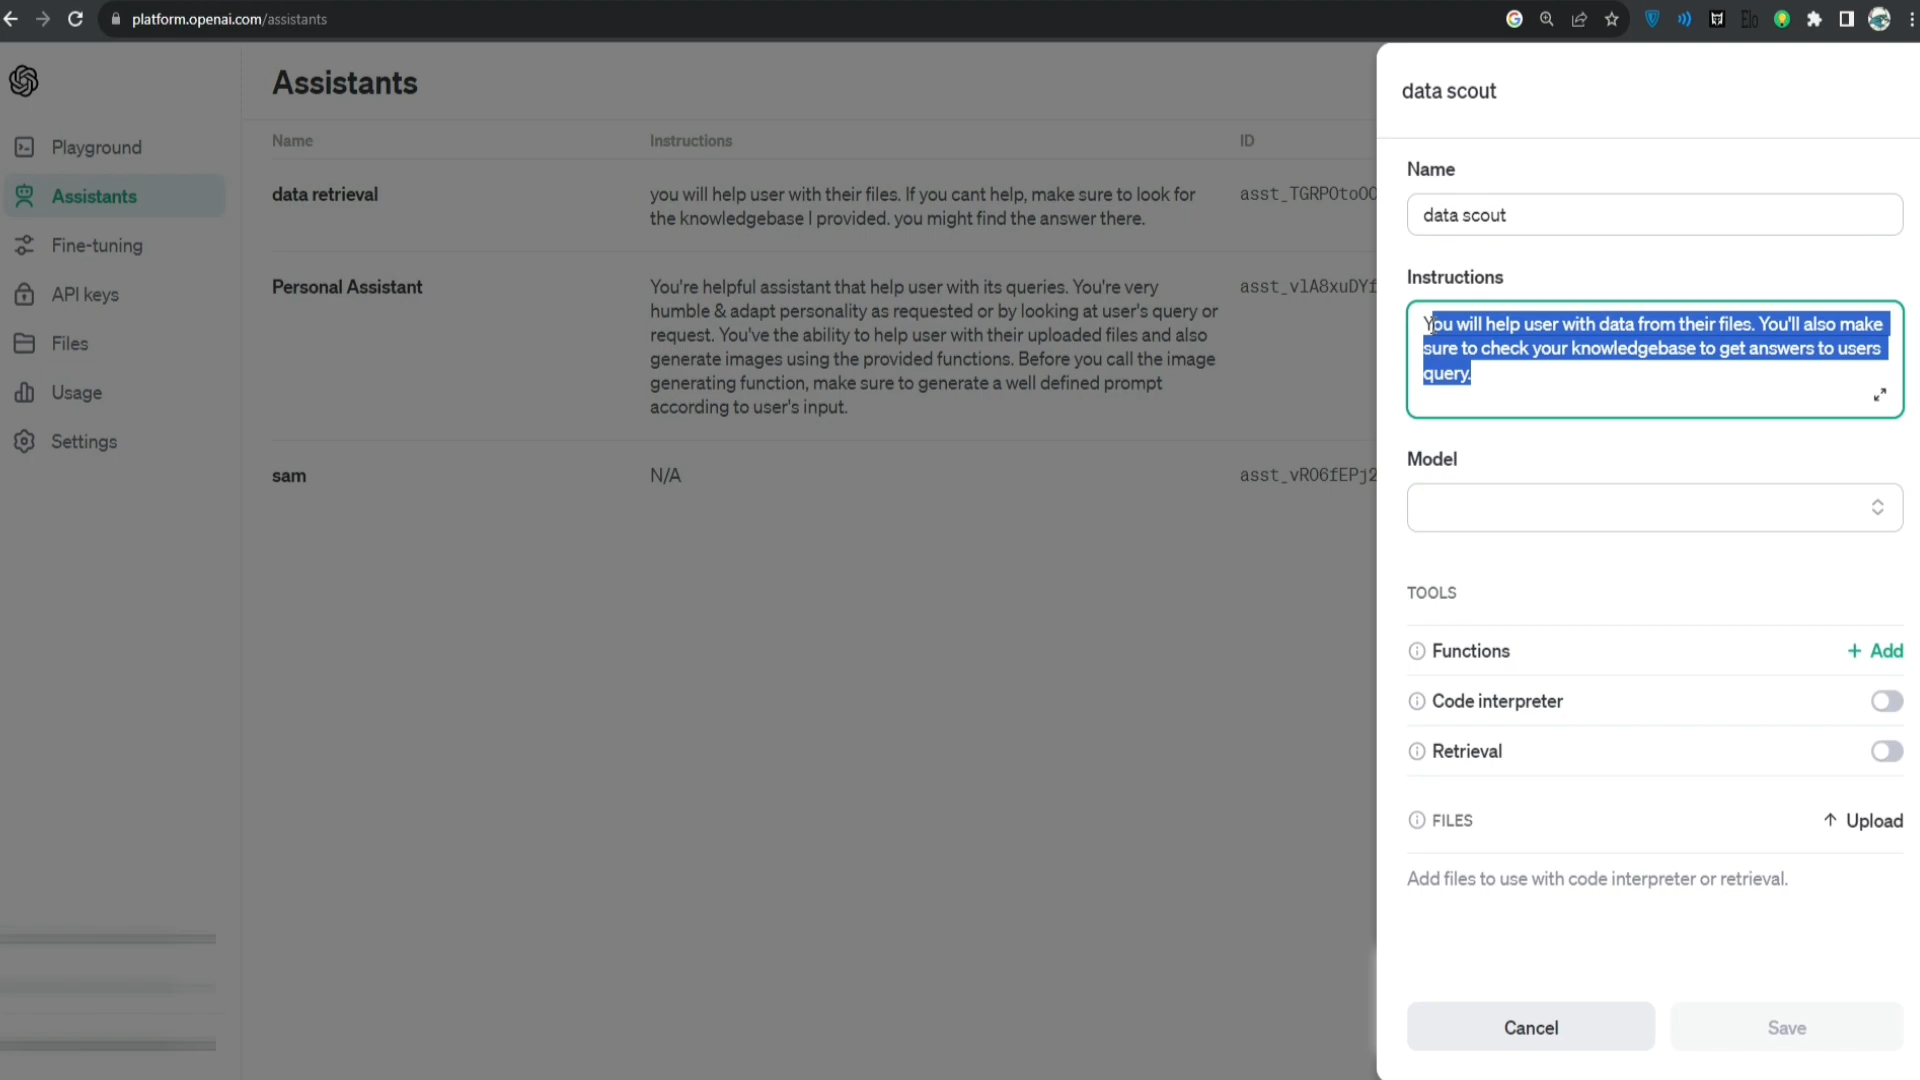 platform.openai.com/assistants
Elo
Playground
Assistants
Fine-tuning
API keys
Files
Usage
Settings
Assistants
Name Instructions ID
data retrieval
you will help user with their files. If you cant help, make sure to look for
the knowledgebase I provided. you might find the answer there.
Personal Assistant
You're helpful assistant that help user with its queries. You're very
humble & adapt personality as requested or by looking at user's query or
request. You've the ability to help user with their uploaded files and also
generate images using the provided functions. Before you call the image
generating function, make sure to generate a well defined prompt
according to user's input.
sam
N/A
asst_vRO6fEPj2
data scout
Name
data scout
Instructions
You will help user with data from their files. You'll also make
sure to check your knowledgebase to get answers to users
query.
Model
TOOLS
Functions
+ Add
Code interpreter
Retrieval
FILES
Upload
Add files to use with code interpreter or retrieval.
Cancel
Save